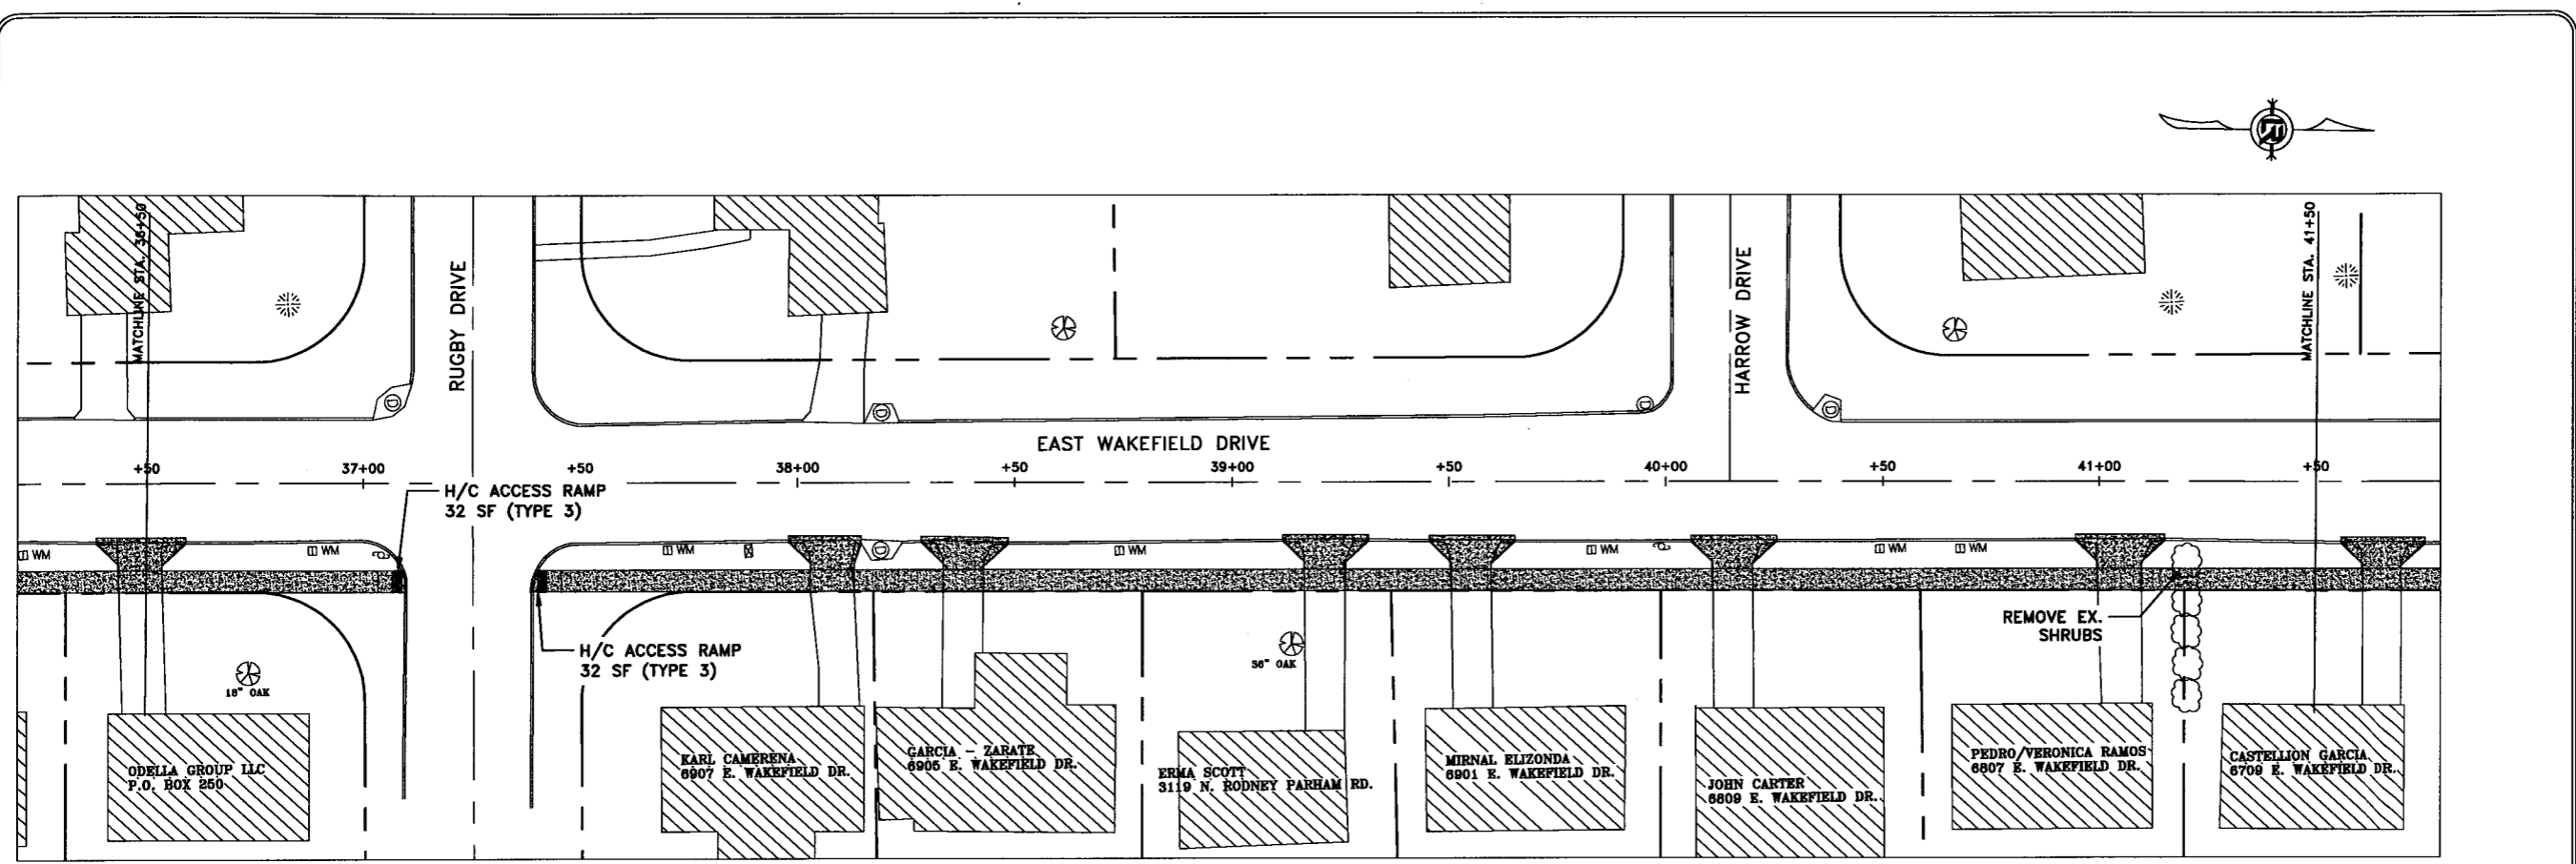 MATCHLINE STA. 36+50
RUGBY DRIVE
HARROW DRIVE
MATCHLINE STA. 41+50
EAST WAKEFIELD DRIVE
+50
37+00
+50
38+00
+50
39+00
+50
40+00
+50
41+00
+50
H/C ACCESS RAMP
32 SF (TYPE 3)
WM
WM
WM
WM
WM
WM
WM
H/C ACCESS RAMP
32 SF (TYPE 3)
REMOVE EX.
SHRUBS
18" OAK
36" OAK
ODELLA GROUP LLC
P.O. BOX 250
KARL CAMERENA
6907 E. WAKEFIELD DR.
GARCIA - ZARATE
6905 E. WAKEFIELD DR.
ERMA SCOTT
3119 N. RODNEY PARHAM RD.
MIRNAL ELIZONDA
6901 E. WAKEFIELD DR.
JOHN CARTER
6809 E. WAKEFIELD DR.
PEDRO/VERONICA RAMOS
6807 E. WAKEFIELD DR.
CASTELLION GARCIA
6709 E. WAKEFIELD DR.